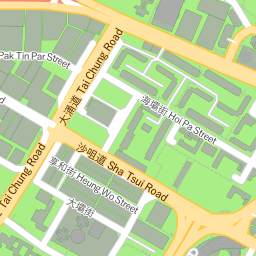 大涌道 Tai Chung Road
Pak Tin Par Street
海壩街 Hoi Pa Street
沙咀道 Sha Tsui Road
享和街 Heung Wo Street
大壩街
Tai Chung Road